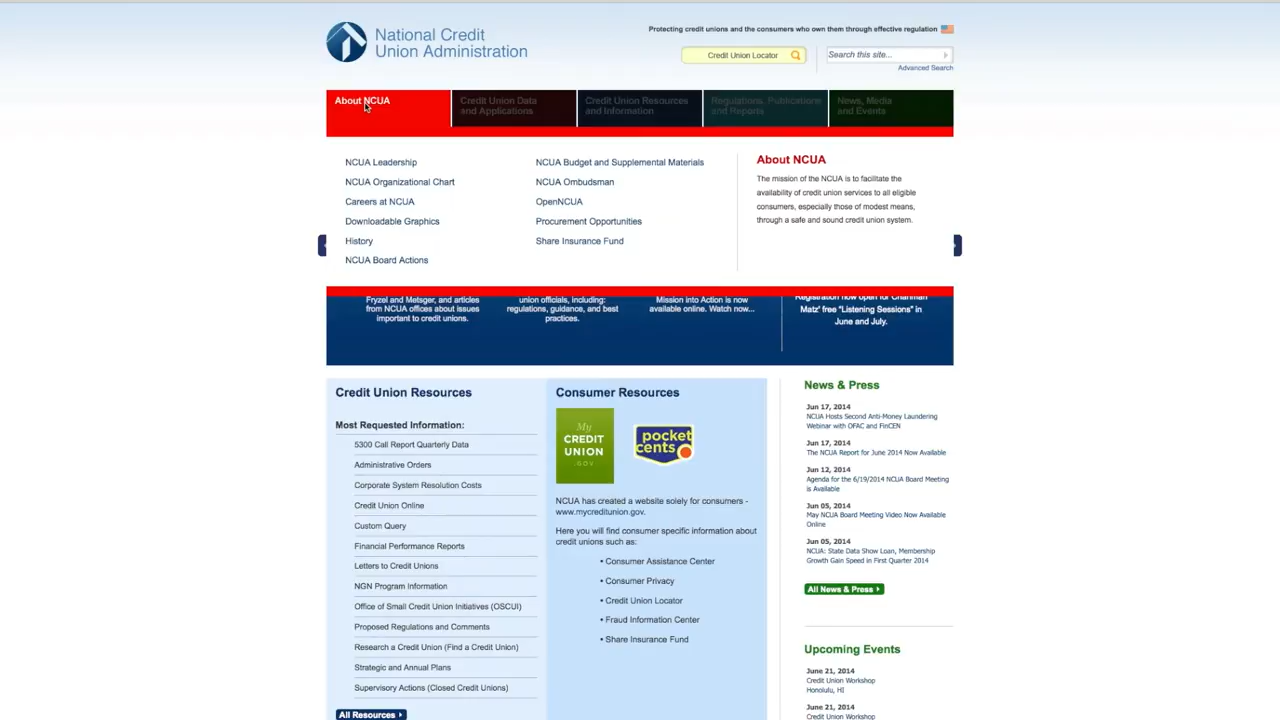 National Credit
Union Administration
Protecting credit unions and the consumers who own them through effective regulation
Credit Union Locator
Search this site...
Advanced Search
About NCUA
Credit Union Data
and Applications
Credit Union Resources
and Information
Regulations, Publications
and Reports
News, Media
and Events
NCUA Leadership
NCUA Organizational Chart
Careers at NCUA
Downloadable Graphics
History
NCUA Board Actions
NCUA Budget and Supplemental Materials
NCUA Ombudsman
OpenNCUA
Procurement Opportunities
Share Insurance Fund
About NCUA
The mission of the NCUA is to facilitate the
availability of credit union services to all eligible
consumers, especially those of modest means,
through a safe and sound credit union system.
Fryzel and Metsger, and articles
from NCUA offices about issues
important to credit unions.
union officials, including:
regulations, guidance, and best
practices.
Mission into Action is now
available online. Watch now...
Registration now open for Chairman
Matz' free "Listening Sessions" in
June and July.
Credit Union Resources
Most Requested Information:
5300 Call Report Quarterly Data
Administrative Orders
Corporate System Resolution Costs
Credit Union Online
Custom Query
Financial Performance Reports
Letters to Credit Unions
NGN Program Information
Office of Small Credit Union Initiatives (OSCUI)
Proposed Regulations and Comments
Research a Credit Union (Find a Credit Union)
Strategic and Annual Plans
Supervisory Actions (Closed Credit Unions)
All Resources
Consumer Resources
My
CREDIT
UNION
.GOV
pocket
cents
NCUA has created a website solely for consumers -
www.mycreditunion.gov.
Here you will find consumer specific information about
credit unions such as:
• Consumer Assistance Center
• Consumer Privacy
• Credit Union Locator
• Fraud Information Center
• Share Insurance Fund
News & Press
Jun 17, 2014
NCUA Hosts Second Anti-Money Laundering
Webinar with OFAC and FinCEN
Jun 17, 2014
The NCUA Report for June 2014 Now Available
Jun 12, 2014
Agenda for the 6/19/2014 NCUA Board Meeting
is Available
Jun 05, 2014
May NCUA Board Meeting Video Now Available
Online
Jun 05, 2014
NCUA: State Data Show Loan, Membership
Growth Gain Speed in First Quarter 2014
All News & Press
Upcoming Events
June 21, 2014
Credit Union Workshop
Honolulu, HI
June 21, 2014
Credit Union Workshop